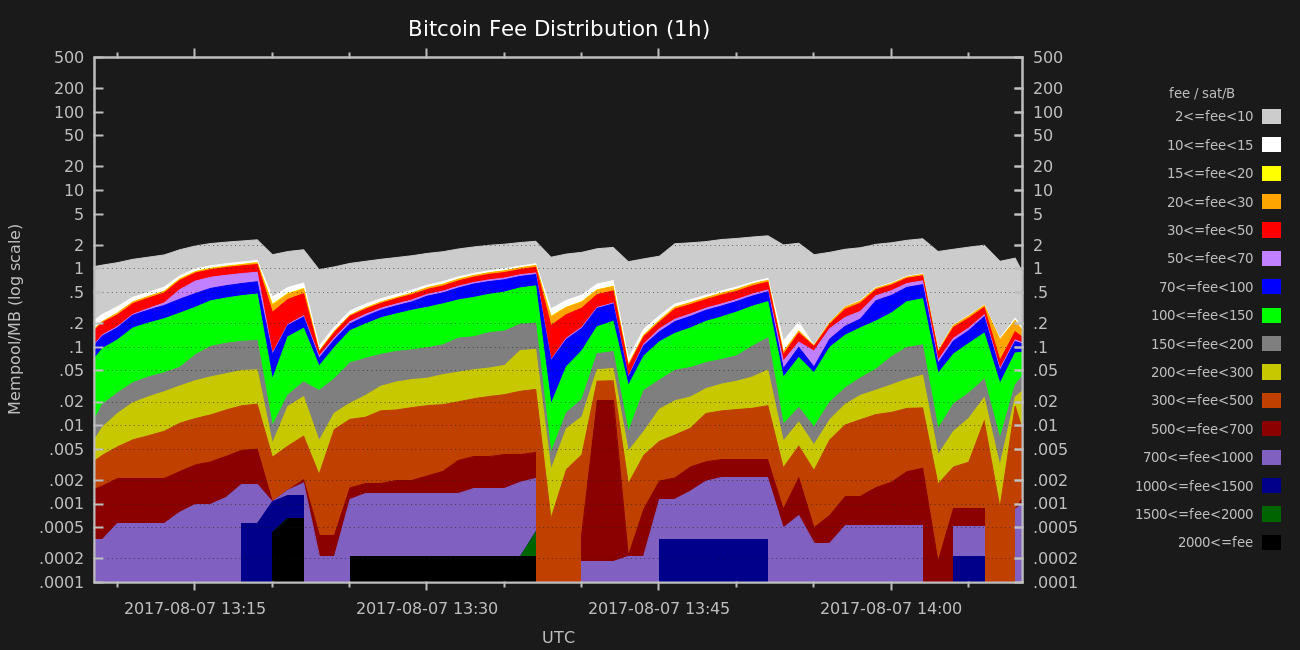 Bitcoin Fee Distribution (1h)
Mempool/MB (log scale)
500
200
100
50
20
10
5
2
1
.5
.2
.1
.05
.02
.01
.005
.002
.001
.0005
.0002
.0001
500
200
100
50
20
10
5
2
1
.5
.2
.1
.05
.02
.01
.005
.002
.001
.0005
.0002
.0001
2017-08-07 13:15
2017-08-07 13:30
2017-08-07 13:45
2017-08-07 14:00
UTC
fee / sat/B
2<=fee<10
10<=fee<15
15<=fee<20
20<=fee<30
30<=fee<50
50<=fee<70
70<=fee<100
100<=fee<150
150<=fee<200
200<=fee<300
300<=fee<500
500<=fee<700
700<=fee<1000
1000<=fee<1500
1500<=fee<2000
2000<=fee